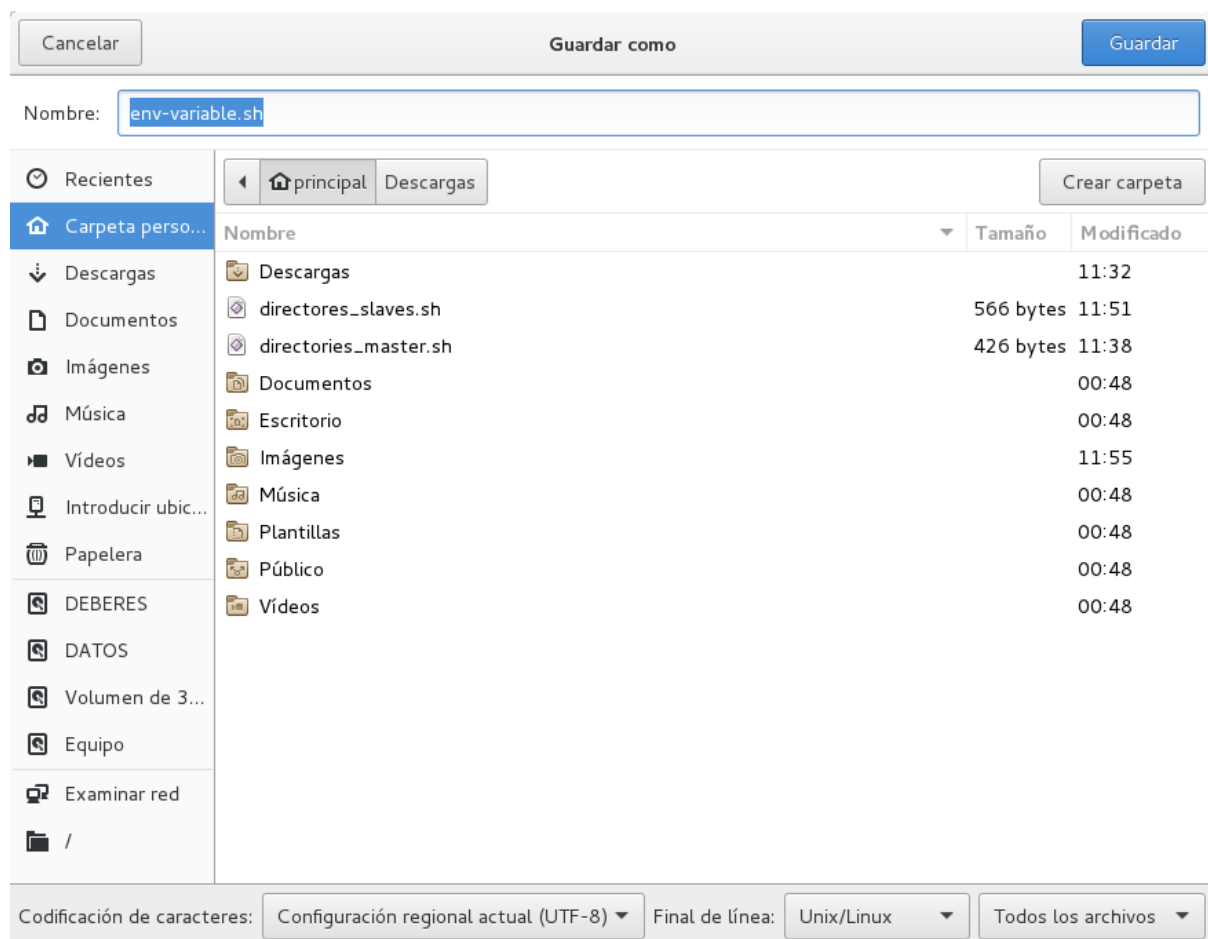 Cancelar Guardar como Guardar
Nombre: env-variable.sh
Recientes
Carpeta perso...
Descargas
Documentos
Imágenes
Música
Vídeos
Introducir ubic...
Papelera
DEBERES
DATOS
Volumen de 3...
Equipo
Examinar red
/
principal Descargas Crear carpeta
Nombre Tamaño Modificado
Descargas 11:32
directores_slaves.sh 566 bytes 11:51
directories_master.sh 426 bytes 11:38
Documentos 00:48
Escritorio 00:48
Imágenes 11:55
Música 00:48
Plantillas 00:48
Público 00:48
Vídeos 00:48
Codificación de caracteres: Configuración regional actual (UTF-8) Final de línea: Unix/Linux Todos los archivos